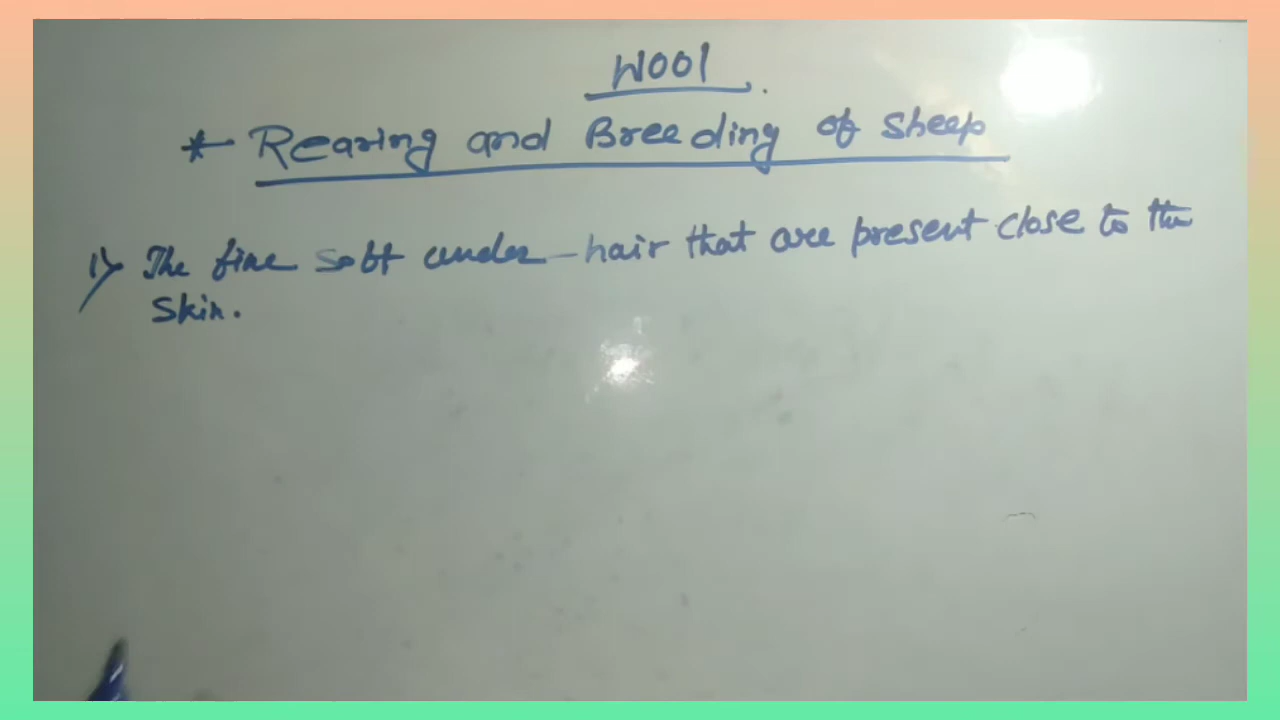 Wool.
* Rearing and Breeding of Sheep
1) The fine soft under-hair that are present close to the
Skin.